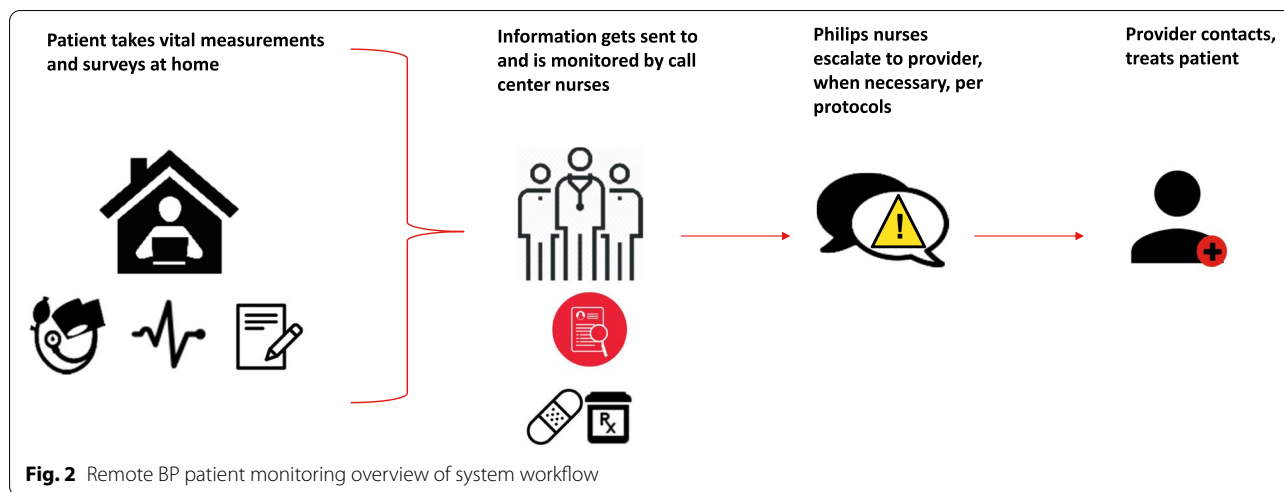 Patient takes vital measurements
and surveys at home
Information gets sent to
and is monitored by call
center nurses
Philips nurses
escalate to provider,
when necessary, per
protocols
Provider contacts,
treats patient
!
Rx
Fig. 2 Remote BP patient monitoring overview of system workflow